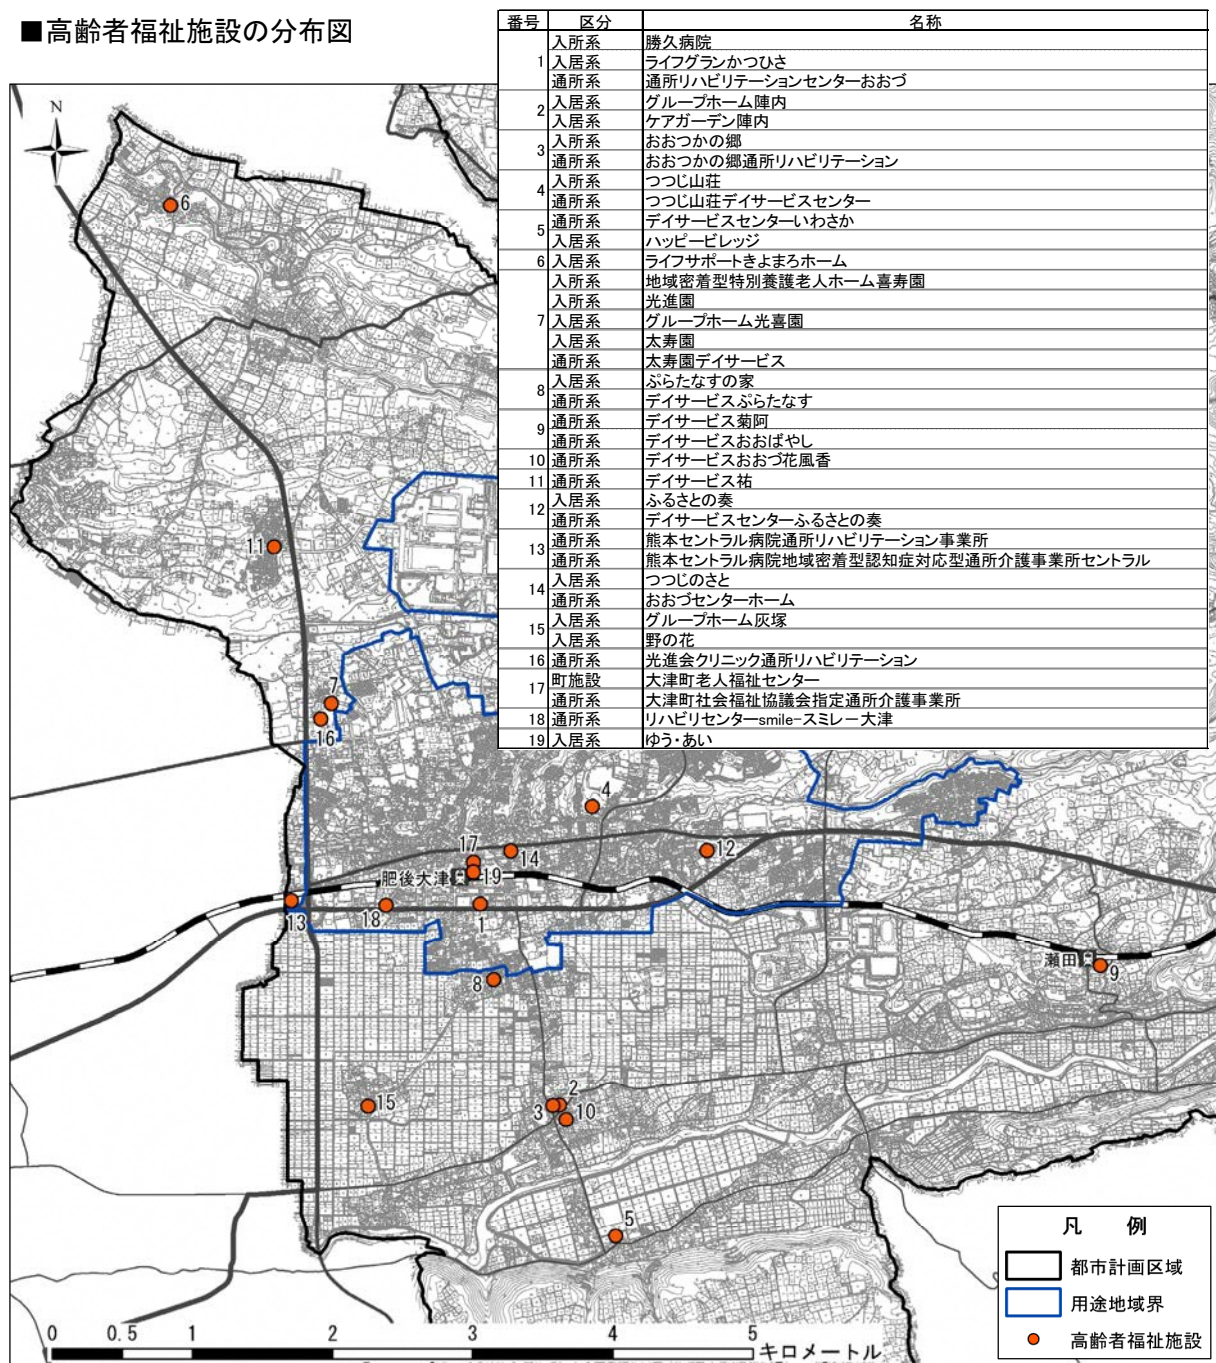 ■高齢者福祉施設の分布図
番号 区分 名称
1 入所系 勝久病院
入居系 ライフグランかつひさ
通所系 通所リハビリテーションセンターおおづ
2 入居系 グループホーム陣内
入居系 ケアガーデン陣内
3 入所系 おおつかの郷
通所系 おおつかの郷通所リハビリテーション
4 入所系 つつじ山荘
通所系 つつじ山荘デイサービスセンター
5 通所系 デイサービスセンターいわさか
入居系 ハッピービレッジ
6 入居系 ライフサポートきよまろホーム
7 入所系 地域密着型特別養護老人ホーム喜寿園
入所系 光進園
入居系 グループホーム光喜園
入居系 太寿園
通所系 太寿園デイサービス
8 入居系 ぷらたなすの家
通所系 デイサービスぷらたなす
9 通所系 デイサービス菊阿
通所系 デイサービスおおばやし
10 通所系 デイサービスおおづ花風香
11 通所系 デイサービス祐
12 入居系 ふるさとの奏
通所系 デイサービスセンターふるさとの奏
13 通所系 熊本セントラル病院通所リハビリテーション事業所
通所系 熊本セントラル病院地域密着型認知症対応型通所介護事業所セントラル
14 入居系 つつじのさと
通所系 おおづセンターホーム
15 入居系 グループホーム灰塚
入居系 野の花
16 通所系 光進会クリニック通所リハビリテーション
17 町施設 大津町老人福祉センター
通所系 大津町社会福祉協議会指定通所介護事業所
18 通所系 リハビリセンターsmile-スミレ-大津
19 入居系 ゆう・あい
N
6
11
7
16
4
17
14
12
肥後大津
19
13
18
1
瀬田
9
8
15
3
2
10
5
凡 例
都市計画区域
用途地域界
高齢者福祉施設
0 0.5 1 2 3 4 5
キロメートル